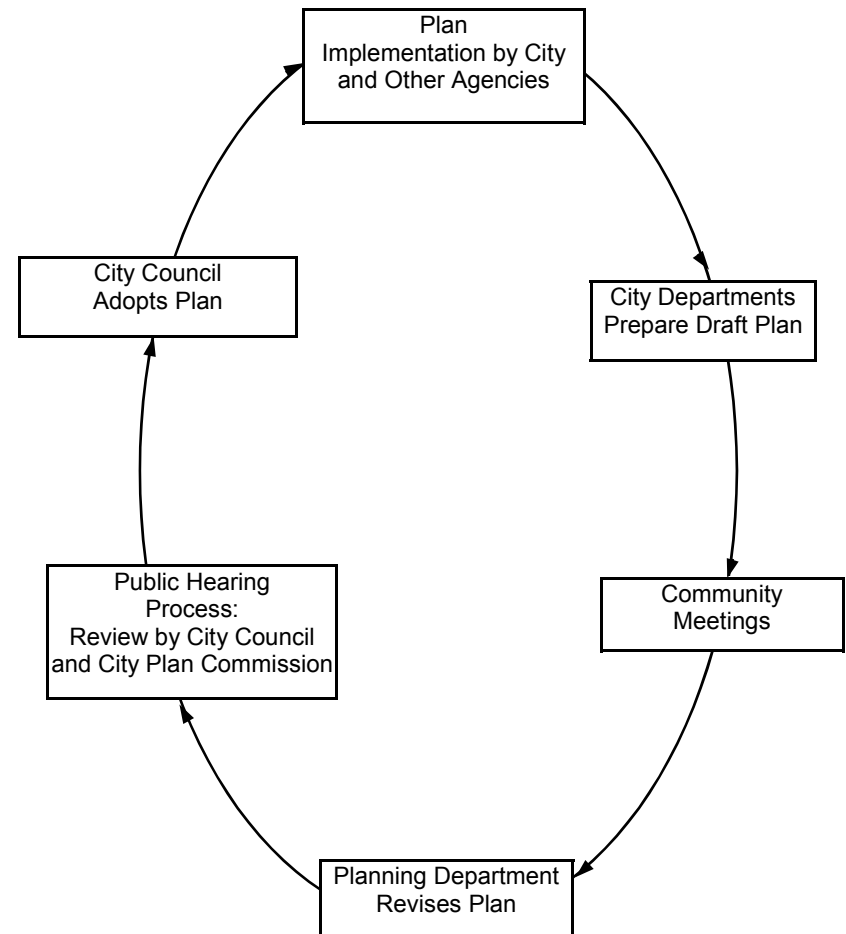 Plan
Implementation by City
and Other Agencies
City Departments
Prepare Draft Plan
Community
Meetings
Planning Department
Revises Plan
Public Hearing
Process:
Review by City Council
and City Plan Commission
City Council
Adopts Plan